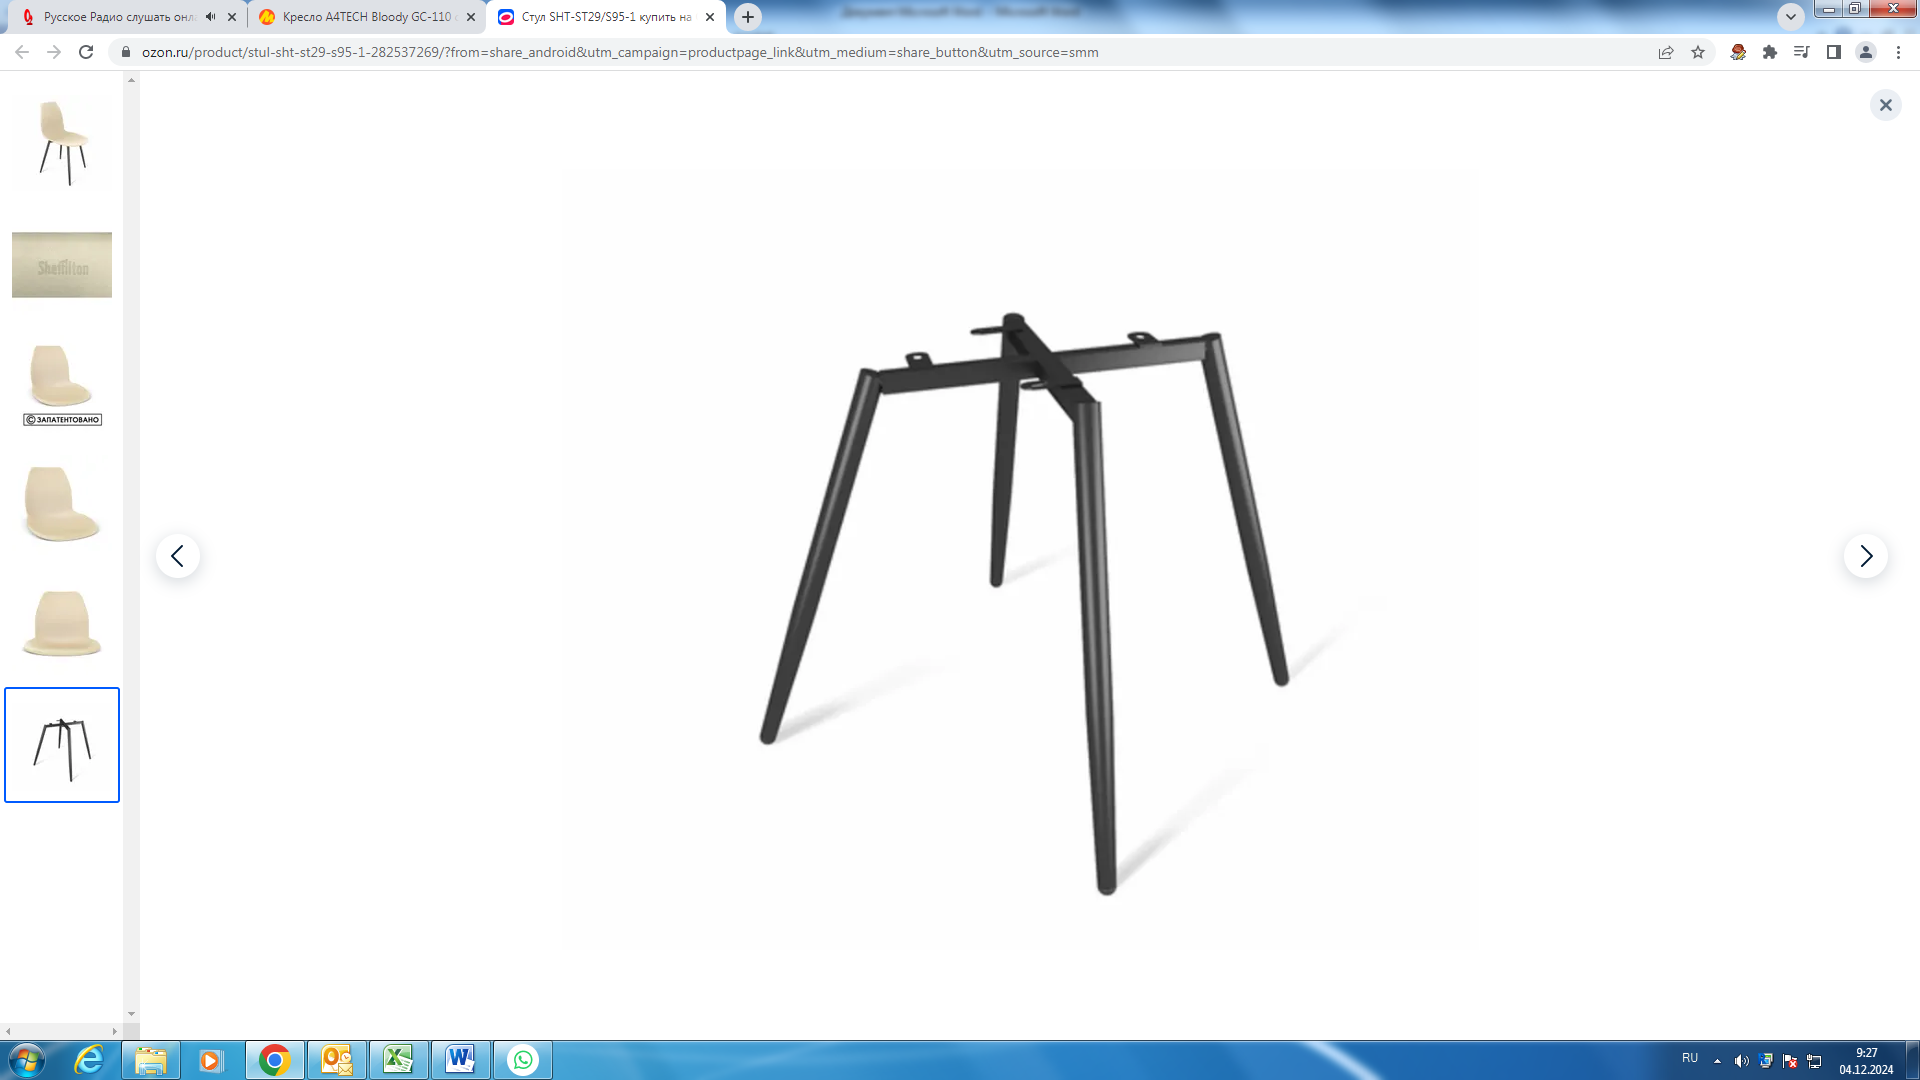 Русское Радио слушать онл
Кресло A4TECH Bloody GC-110
Стул SHT-ST29/S95-1 купить на
ozon.ru/product/stul-sht-st29-s95-1-282537269/?from=share_android&utm_campaign=productpage_link&utm_medium=share_button&utm_source=smm
Sheffilton
© ЗАПАТЕНТОВАНО
RU
9:27
04.12.2024